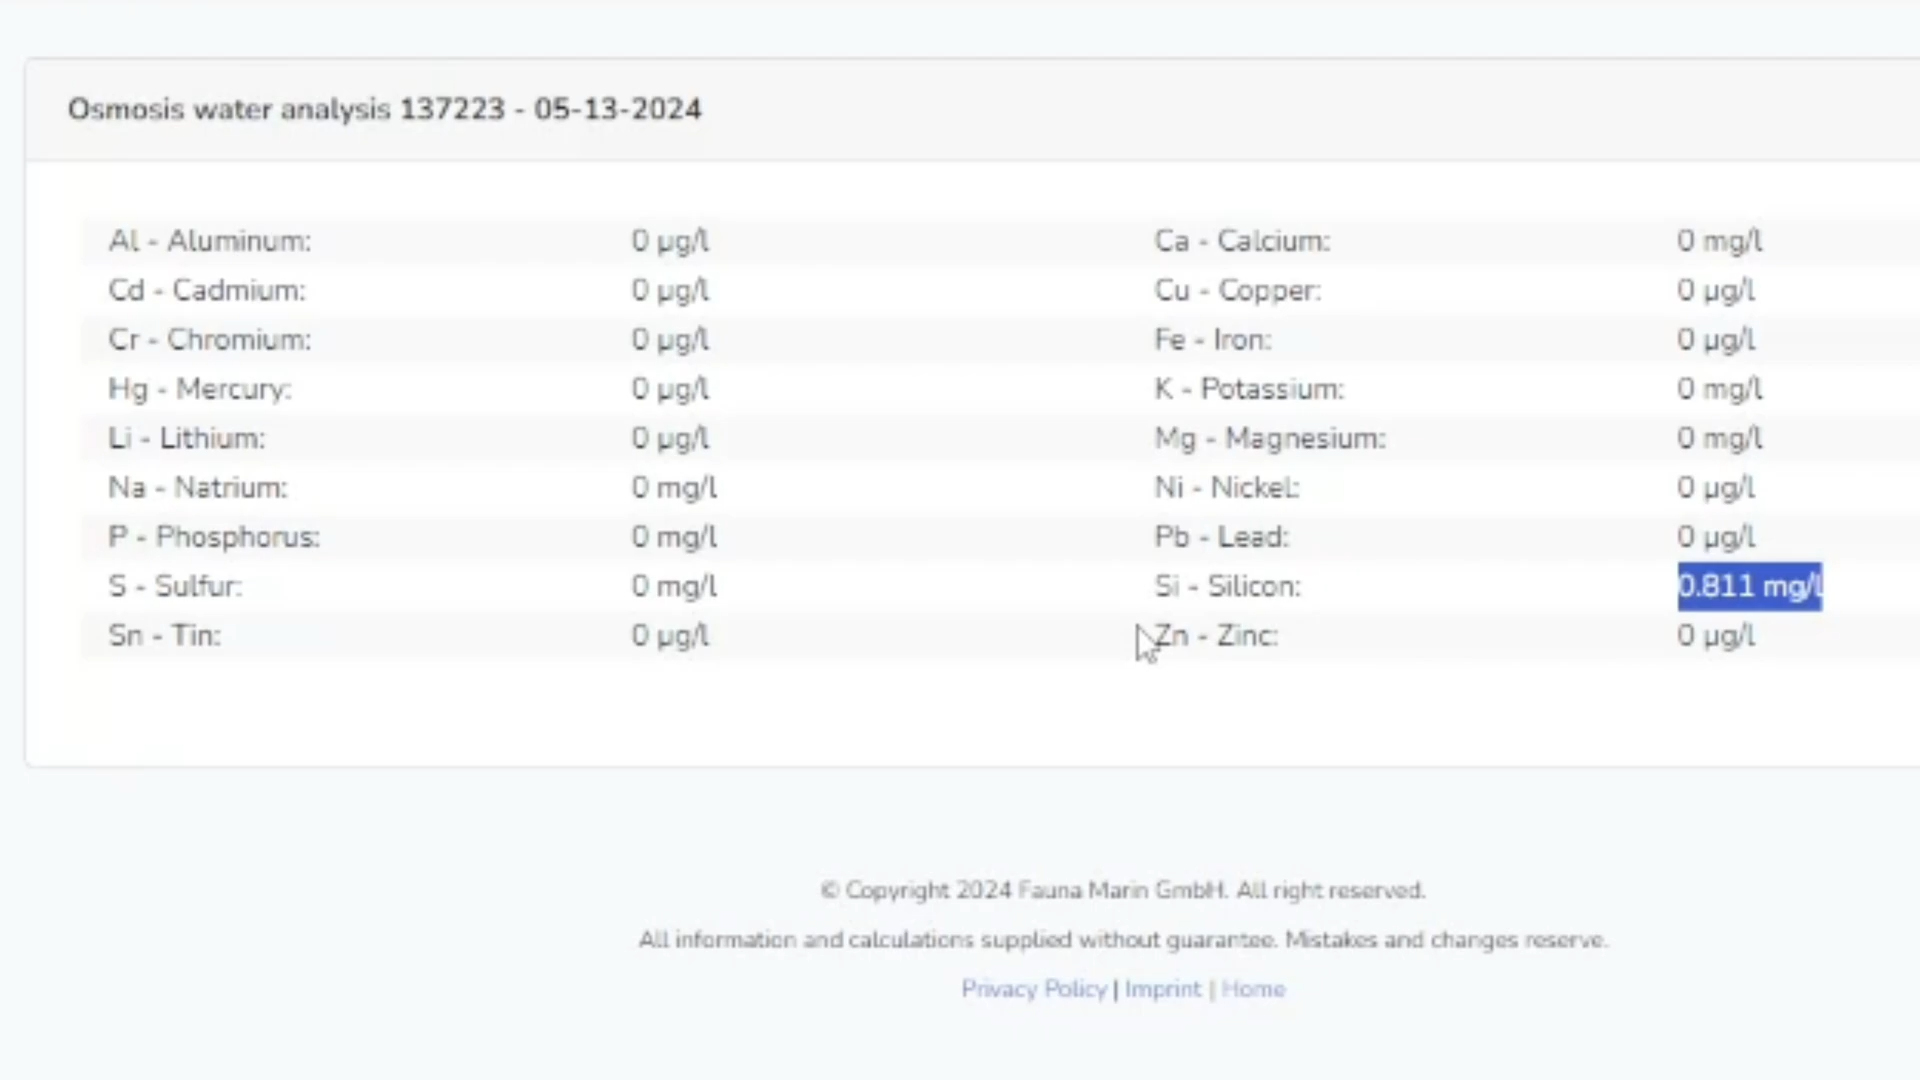 Osmosis water analysis 137223 - 05-13-2024
Al - Aluminum: 0 µg/l Ca - Calcium: 0 mg/l
Cd - Cadmium: 0 µg/l Cu - Copper: 0 µg/l
Cr - Chromium: 0 µg/l Fe - Iron: 0 µg/l
Hg - Mercury: 0 µg/l K - Potassium: 0 mg/l
Li - Lithium: 0 µg/l Mg - Magnesium: 0 mg/l
Na - Natrium: 0 mg/l Ni - Nickel: 0 µg/l
P - Phosphorus: 0 mg/l Pb - Lead: 0 µg/l
S - Sulfur: 0 mg/l Si - Silicon: 0.811 mg/l
Sn - Tin: 0 µg/l Zn - Zinc: 0 µg/l
© Copyright 2024 Fauna Marin GmbH. All right reserved.
All information and calculations supplied without guarantee. Mistakes and changes reserve.
Privacy Policy | Imprint | Home